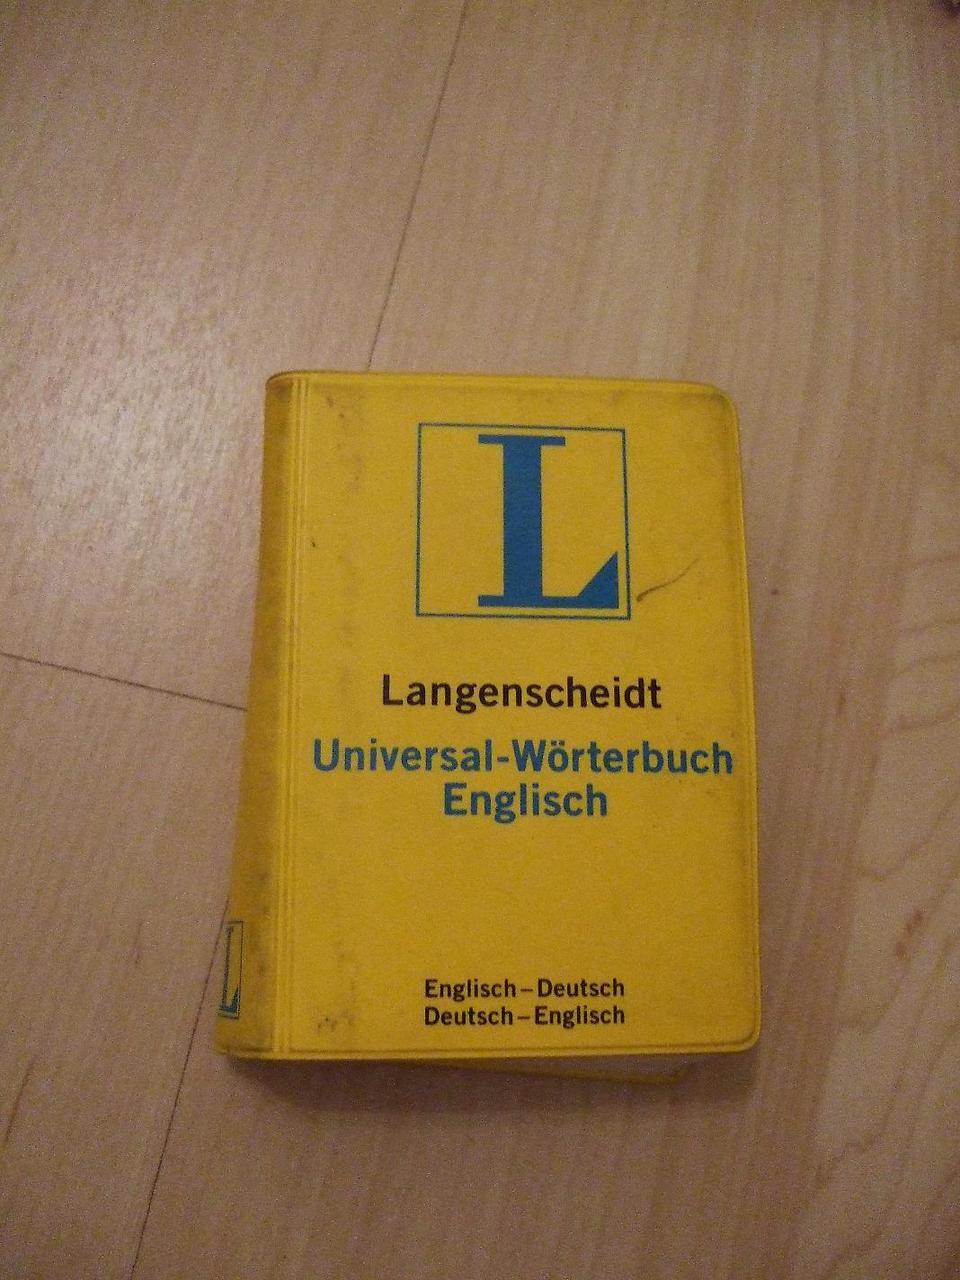 L
Langenscheidt
Universal-Wörterbuch
Englisch
Englisch – Deutsch
Deutsch – Englisch
L